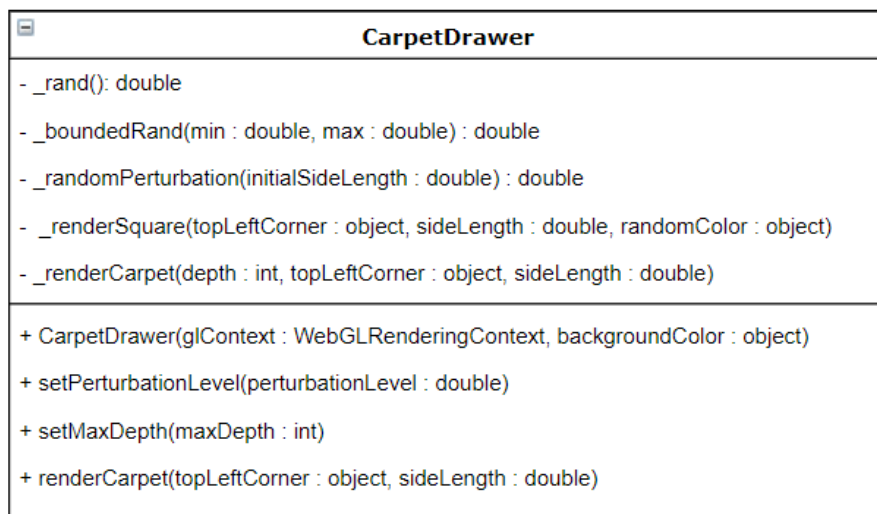 CarpetDrawer
- _rand(): double
- _boundedRand(min : double, max : double) : double
- _randomPerturbation(initialSideLength : double) : double
- _renderSquare(topLeftCorner : object, sideLength : double, randomColor : object)
- _renderCarpet(depth : int, topLeftCorner : object, sideLength : double)
+ CarpetDrawer(glContext : WebGLRenderingContext, backgroundColor : object)
+ setPerturbationLevel(perturbationLevel : double)
+ setMaxDepth(maxDepth : int)
+ renderCarpet(topLeftCorner : object, sideLength : double)